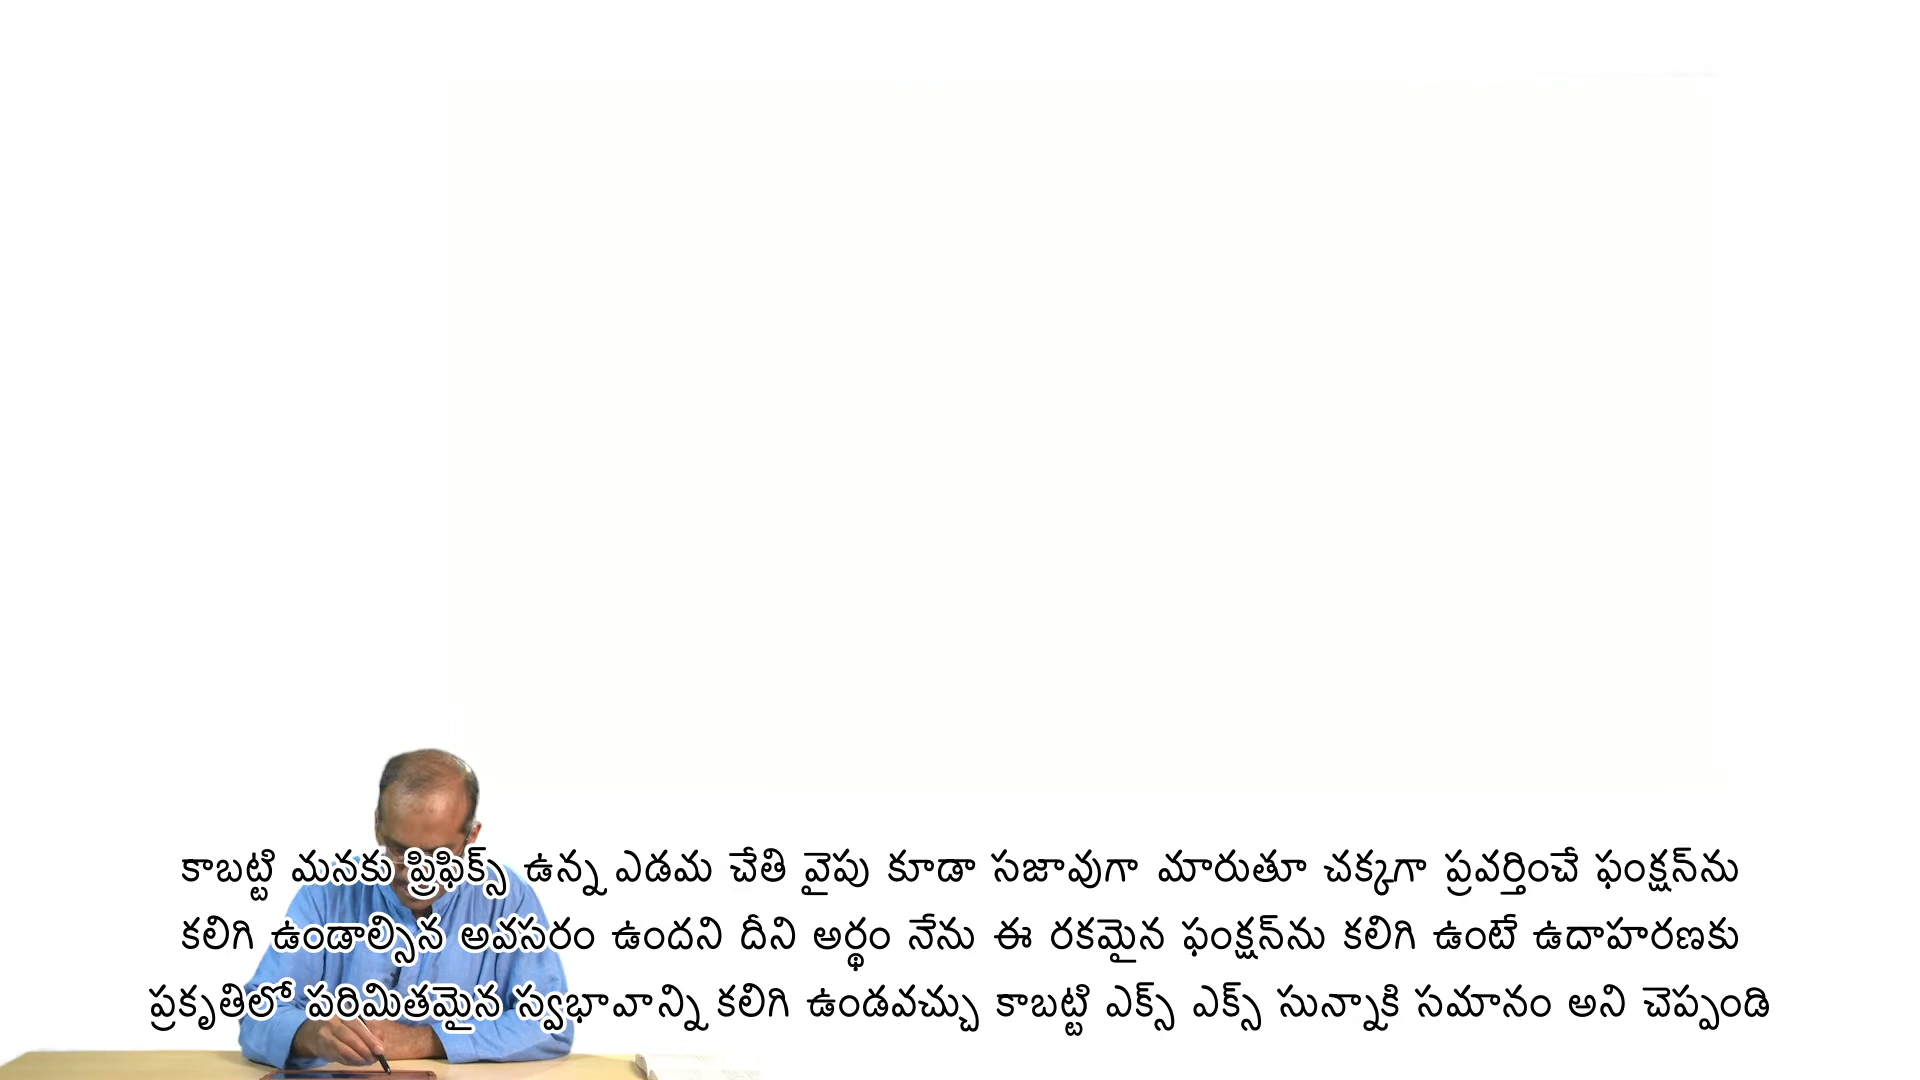 కాబట్టి మనకు ప్రిఫిక్స్ ఉన్న ఎడమ చేతి వైపు కూడా సజావుగా మారుతూ చక్కగా ప్రవర్తించే ఫంక్షన్‌ను
కలిగి ఉండాల్సిన అవసరం ఉందని దీని అర్థం నేను ఈ రకమైన ఫంక్షన్‌ను కలిగి ఉంటే ఉదాహరణకు
ప్రకృతిలో పరిమితమైన స్వభావాన్ని కలిగి ఉండవచ్చు కాబట్టి ఎక్స్ ఎక్స్ సున్నాకి సమానం అని చెప్పండి